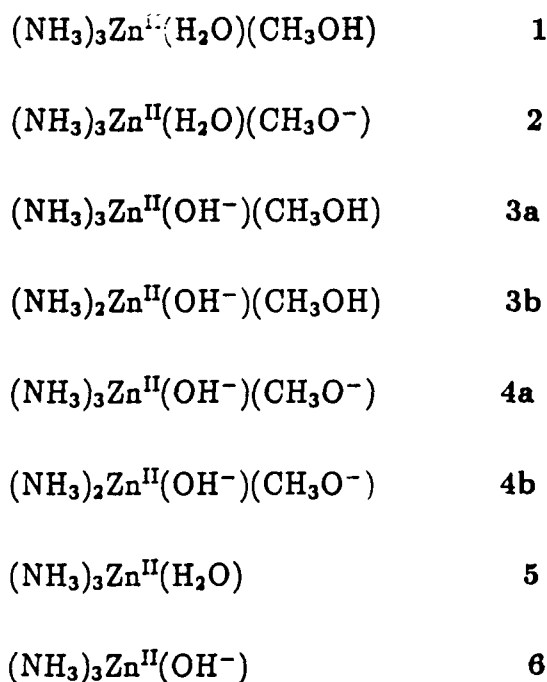 (NH₃)₃Znᴵᴵ(H₂O)(CH₃OH) 1
(NH₃)₃Znᴵᴵ(H₂O)(CH₃O⁻) 2
(NH₃)₃Znᴵᴵ(OH⁻)(CH₃OH) 3a
(NH₃)₂Znᴵᴵ(OH⁻)(CH₃OH) 3b
(NH₃)₃Znᴵᴵ(OH⁻)(CH₃O⁻) 4a
(NH₃)₂Znᴵᴵ(OH⁻)(CH₃O⁻) 4b
(NH₃)₃Znᴵᴵ(H₂O) 5
(NH₃)₃Znᴵᴵ(OH⁻) 6